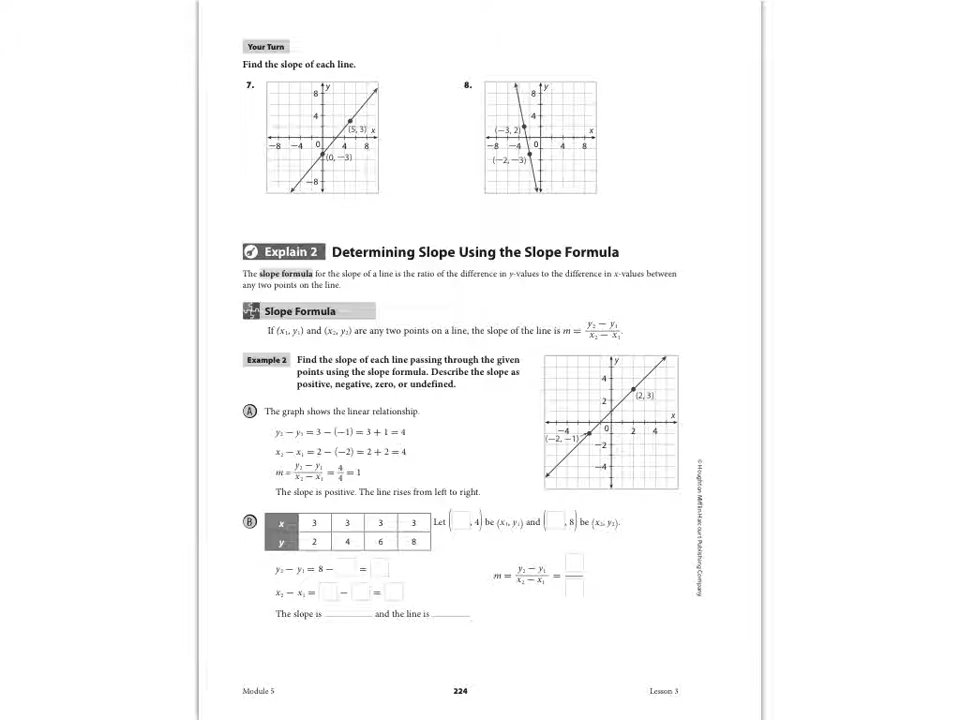 Your Turn
Find the slope of each line.
7.
y
8
4
(5, 3) x
−8 −4 0 4 8
(0, −3)
−8
8.
y
8
4
(−3, 2)
x
−8 −4 0 4 8
(−2, −3)
Explain 2 Determining Slope Using the Slope Formula
The slope formula for the slope of a line is the ratio of the difference in y-values to the difference in x-values between
any two points on the line.
Slope Formula
If (x₁, y₁) and (x₂, y₂) are any two points on a line, the slope of the line is m = (y₂ − y₁)/(x₂ − x₁).
Example 2 Find the slope of each line passing through the given
points using the slope formula. Describe the slope as
positive, negative, zero, or undefined.
A The graph shows the linear relationship.
y₂ − y₁ = 3 − (−1) = 3 + 1 = 4
x₂ − x₁ = 2 − (−2) = 2 + 2 = 4
m = (y₂ − y₁)/(x₂ − x₁) = 4/4 = 1
The slope is positive. The line rises from left to right.
y
4
2
(2, 3)
x
−4 0 2 4
(−2, −1)
−2
−4
B
x 3 3 3 3
y 2 4 6 8
Let ( , 4) be (x₁, y₁) and ( , 8) be (x₂, y₂).
y₂ − y₁ = 8 − =
x₂ − x₁ = − =
m = (y₂ − y₁)/(x₂ − x₁) =
The slope is ________ and the line is ________
© Houghton Mifflin Harcourt Publishing Company
Module 5 224 Lesson 3